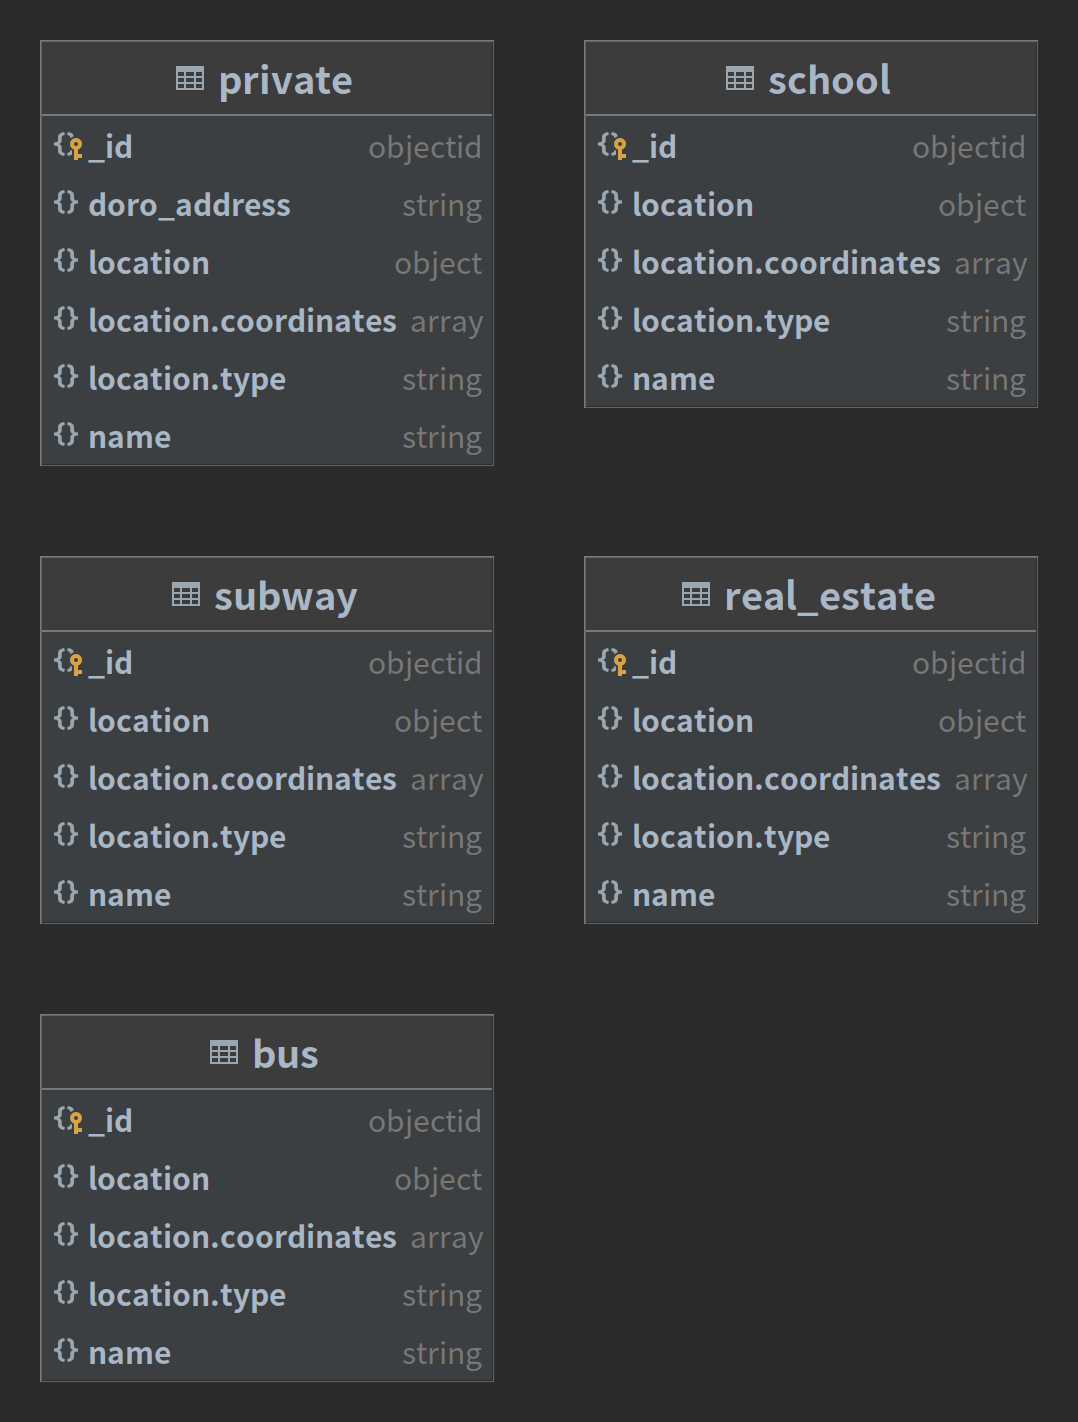 private
_id objectid
doro_address string
location object
location.coordinates array
location.type string
name string
school
_id objectid
location object
location.coordinates array
location.type string
name string
subway
_id objectid
location object
location.coordinates array
location.type string
name string
real_estate
_id objectid
location object
location.coordinates array
location.type string
name string
bus
_id objectid
location object
location.coordinates array
location.type string
name string